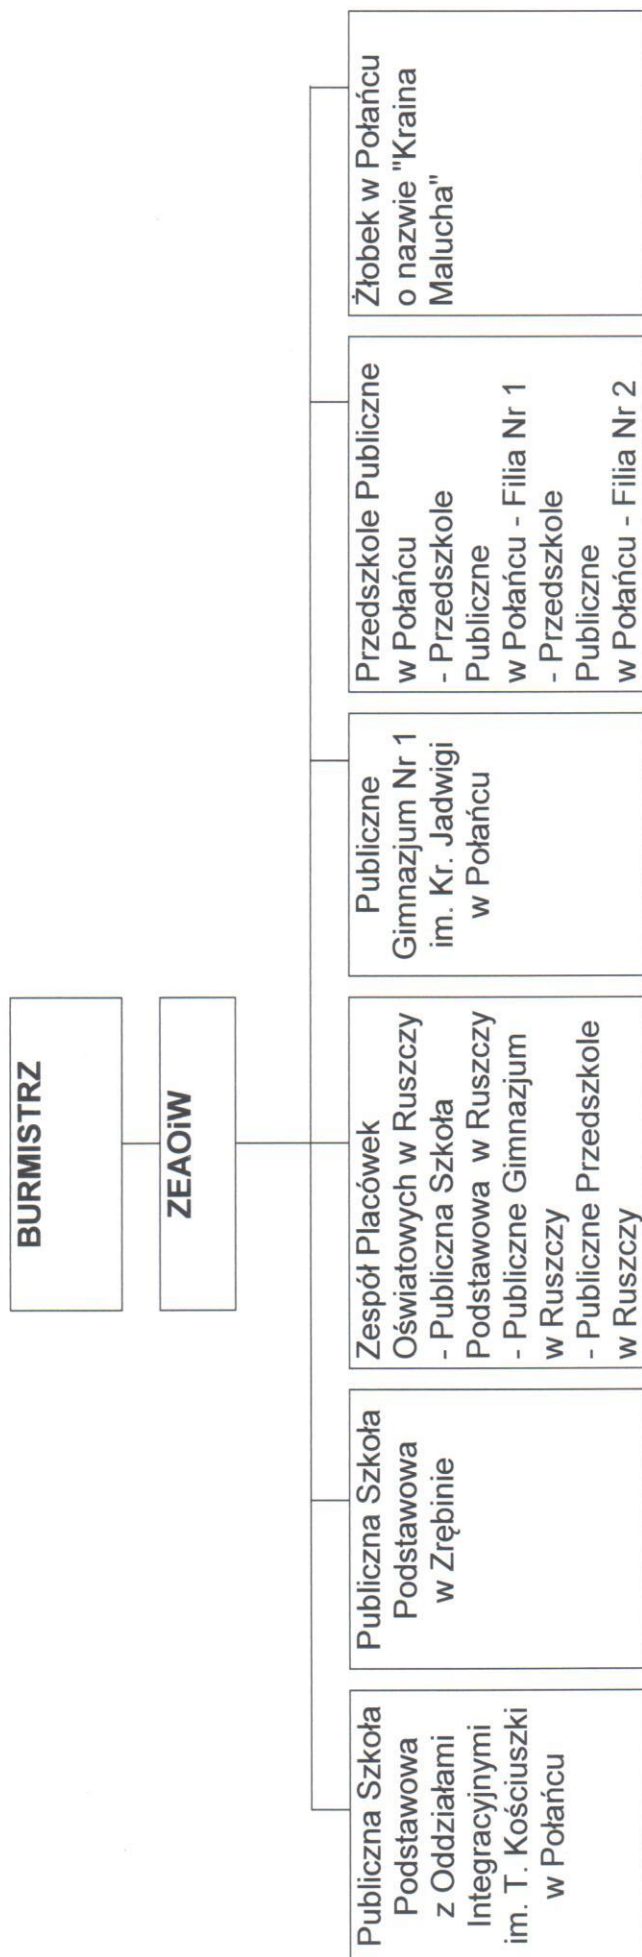 BURMISTRZ
ZEAOiW
Publiczna Szkoła
Podstawowa
z Oddziałami
Integracyjnymi
im. T. Kościuszki
w Połańcu
Publiczna Szkoła
Podstawowa
w Zrębinie
Zespół Placówek
Oświatowych w Ruszczy
- Publiczna Szkoła
Podstawowa w Ruszczy
- Publiczne Gimnazjum
w Ruszczy
- Publiczne Przedszkole
w Ruszczy
Publiczne
Gimnazjum Nr 1
im. Kr. Jadwigi
w Połańcu
Przedszkole Publiczne
w Połańcu
- Przedszkole
Publiczne
w Połańcu - Filia Nr 1
- Przedszkole
Publiczne
w Połańcu - Filia Nr 2
Żłobek w Połańcu
o nazwie "Kraina
Malucha"